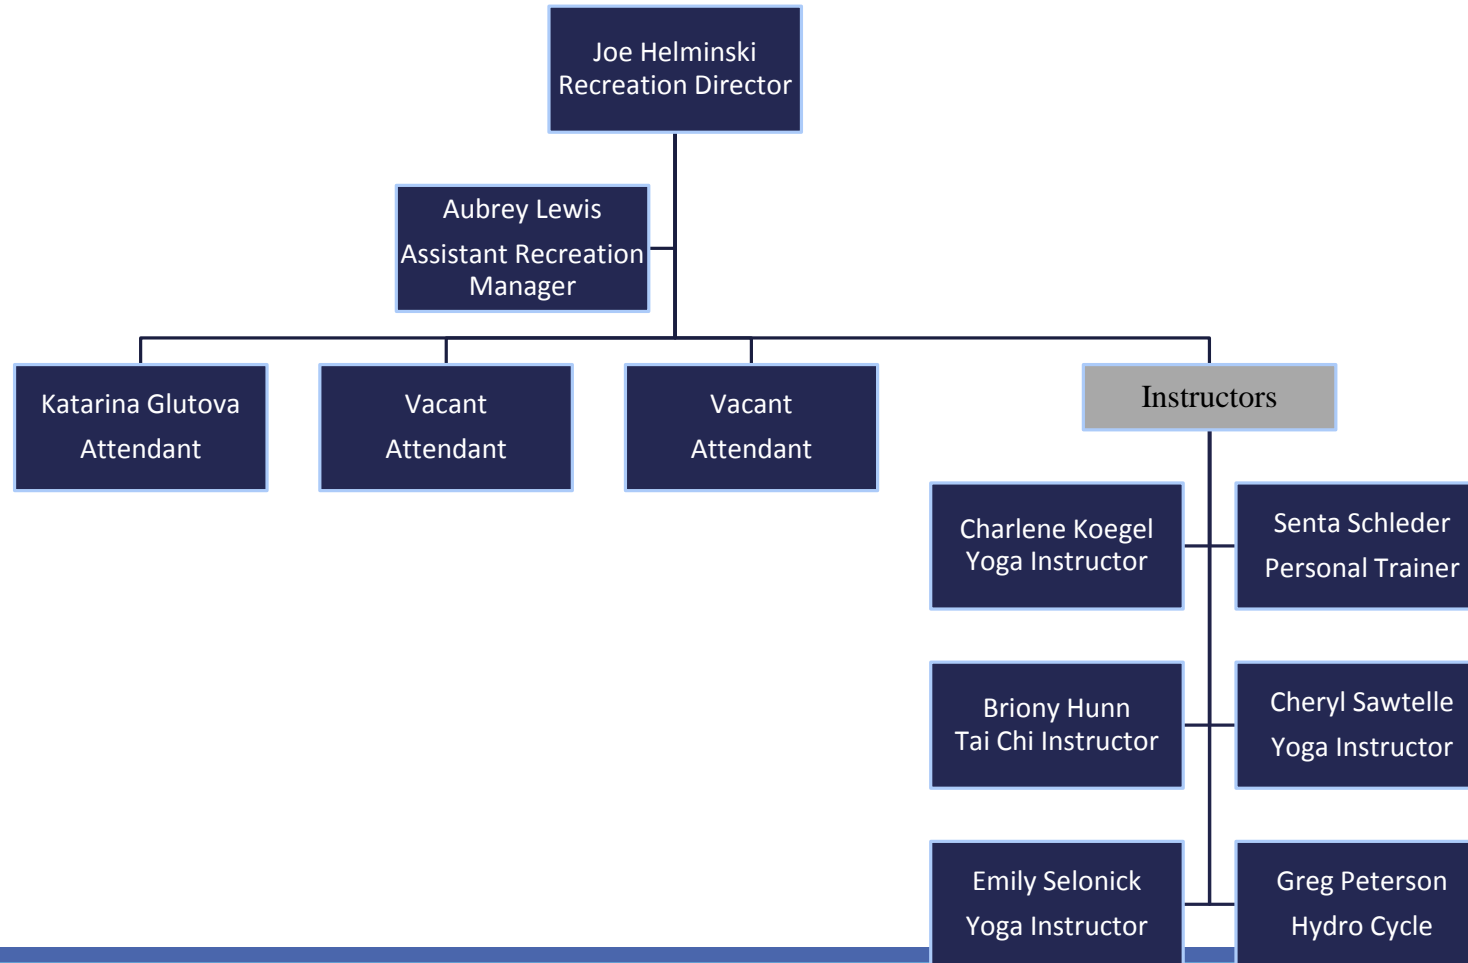 Joe Helminski
Recreation Director
Aubrey Lewis
Assistant Recreation
Manager
Katarina Glutova
Attendant
Vacant
Attendant
Vacant
Attendant
Instructors
Charlene Koegel
Yoga Instructor
Senta Schleder
Personal Trainer
Briony Hunn
Tai Chi Instructor
Cheryl Sawtelle
Yoga Instructor
Emily Selonick
Yoga Instructor
Greg Peterson
Hydro Cycle